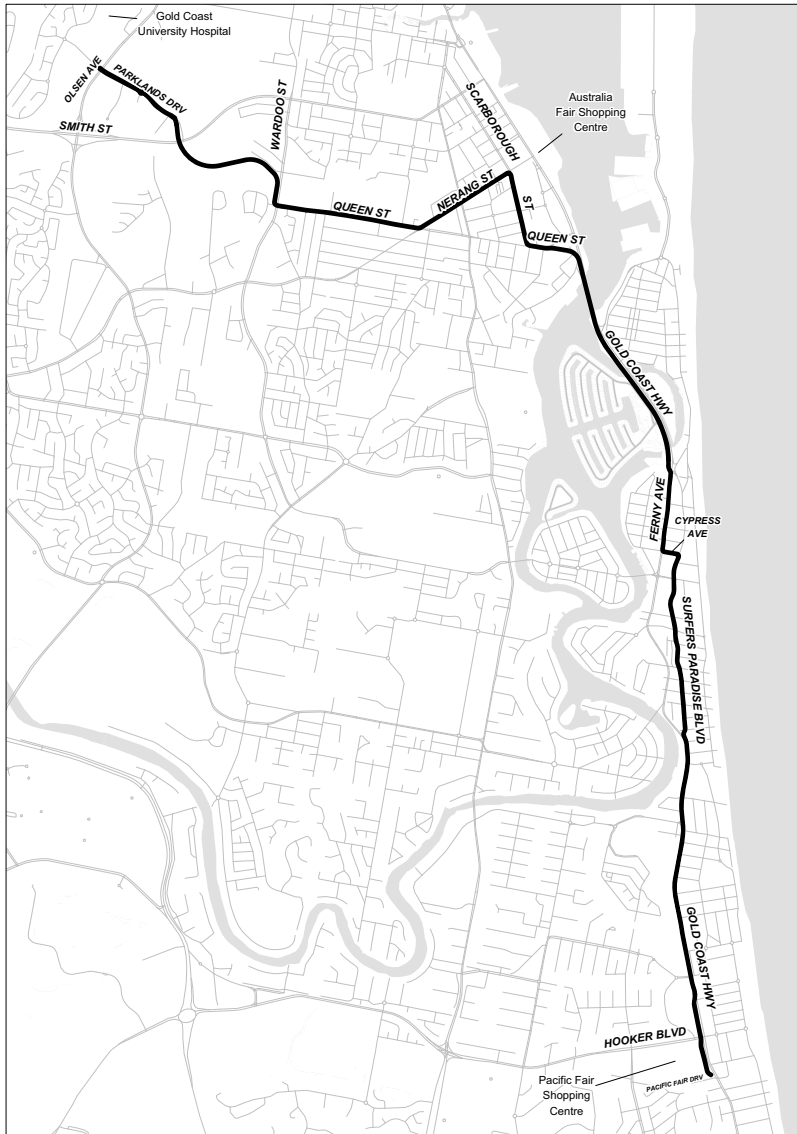 Gold Coast
University Hospital
OLSEN AVE
PARKLANDS DRV
SMITH ST
WARDOO ST
SCARBOROUGH
ST
Australia
Fair Shopping
Centre
NERANG ST
QUEEN ST
QUEEN ST
GOLD COAST HWY
FERNY AVE
CYPRESS
AVE
SURFERS PARADISE BLVD
GOLD COAST HWY
HOOKER BLVD
Pacific Fair
Shopping
Centre
PACIFIC FAIR DRV